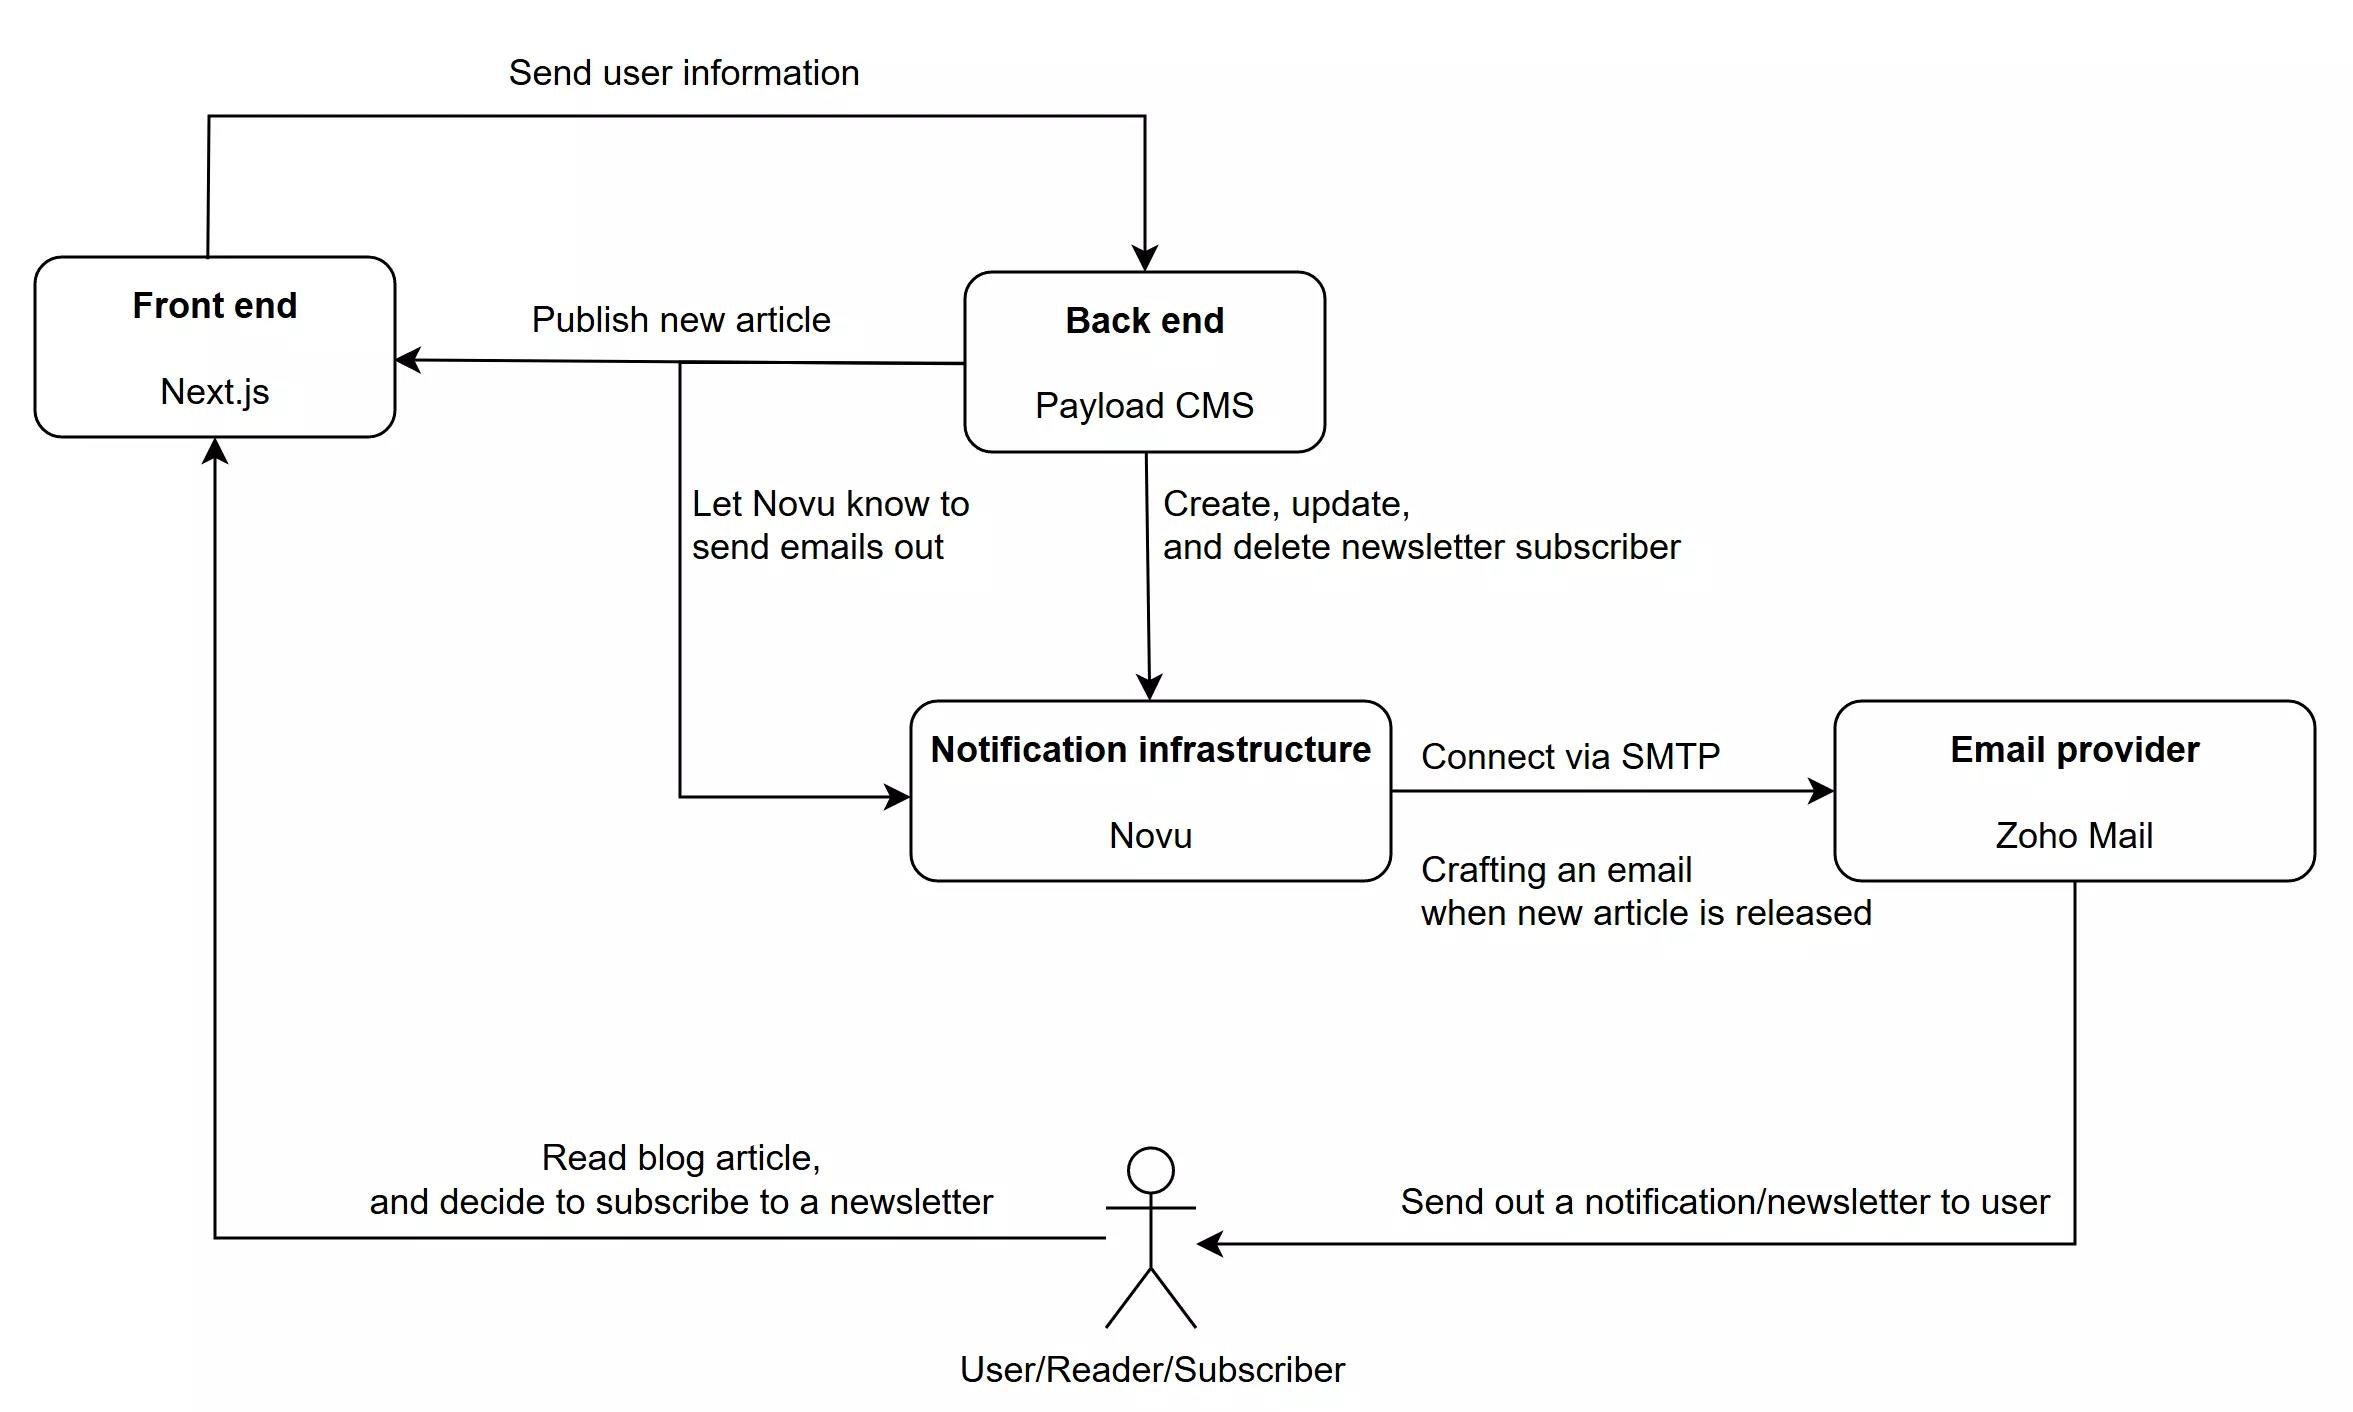 Send user information
Front end
Next.js
Publish new article
Back end
Payload CMS
Let Novu know to
send emails out
Create, update,
and delete newsletter subscriber
Notification infrastructure
Novu
Connect via SMTP
Crafting an email
when new article is released
Email provider
Zoho Mail
Read blog article,
and decide to subscribe to a newsletter
Send out a notification/newsletter to user
User/Reader/Subscriber